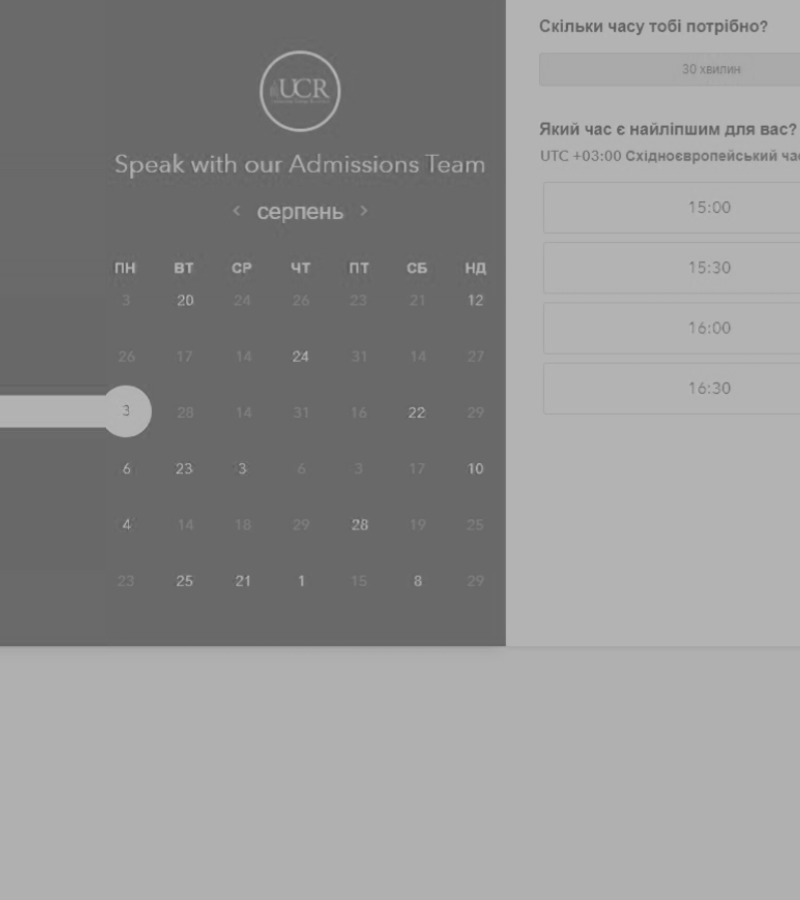 UCR
Speak with our Admissions Team
‹ серпень ›
ПН ВТ СР ЧТ ПТ СБ НД
3 20 24 26 23 21 12
26 17 14 24 31 14 27
3 28 14 31 16 22 29
6 23 3 6 3 17 10
4 14 18 29 28 19 25
23 25 21 1 15 8 29
Скільки часу тобі потрібно?
30 хвилин
Який час є найліпшим для вас?
UTC +03:00 Східноєвропейський
15:00
15:30
16:00
16:30